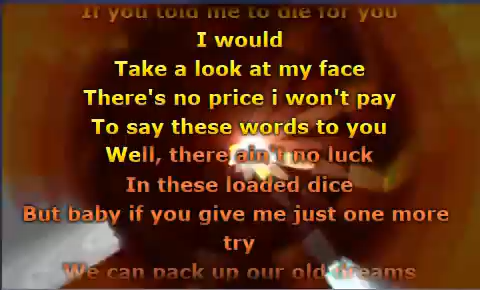 If you told me to die for you
I would
Take a look at my face
There's no price i won't pay
To say these words to you
Well, there ain't no luck
In these loaded dice
But baby if you give me just one more
try
We can pack up our old dreams